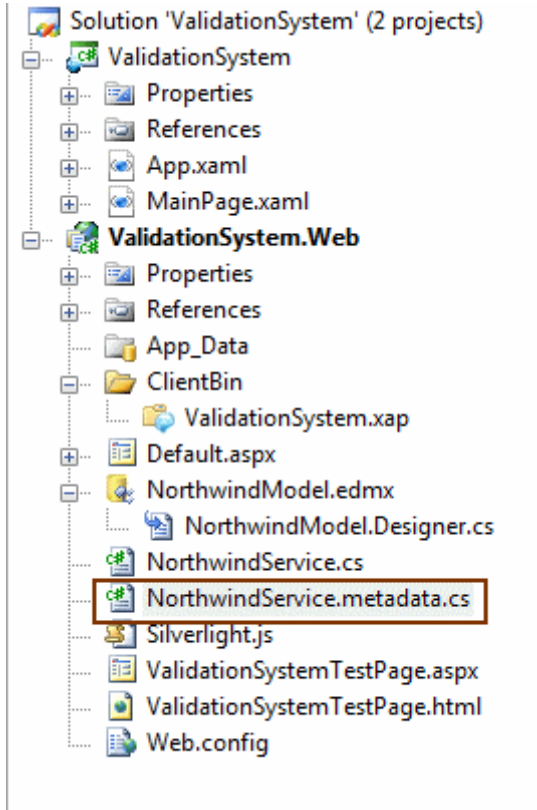 Solution 'ValidationSystem' (2 projects)
ValidationSystem
Properties
References
App.xaml
MainPage.xaml
ValidationSystem.Web
Properties
References
App_Data
ClientBin
ValidationSystem.xap
Default.aspx
NorthwindModel.edmx
NorthwindModel.Designer.cs
NorthwindService.cs
NorthwindService.metadata.cs
Silverlight.js
ValidationSystemTestPage.aspx
ValidationSystemTestPage.html
Web.config